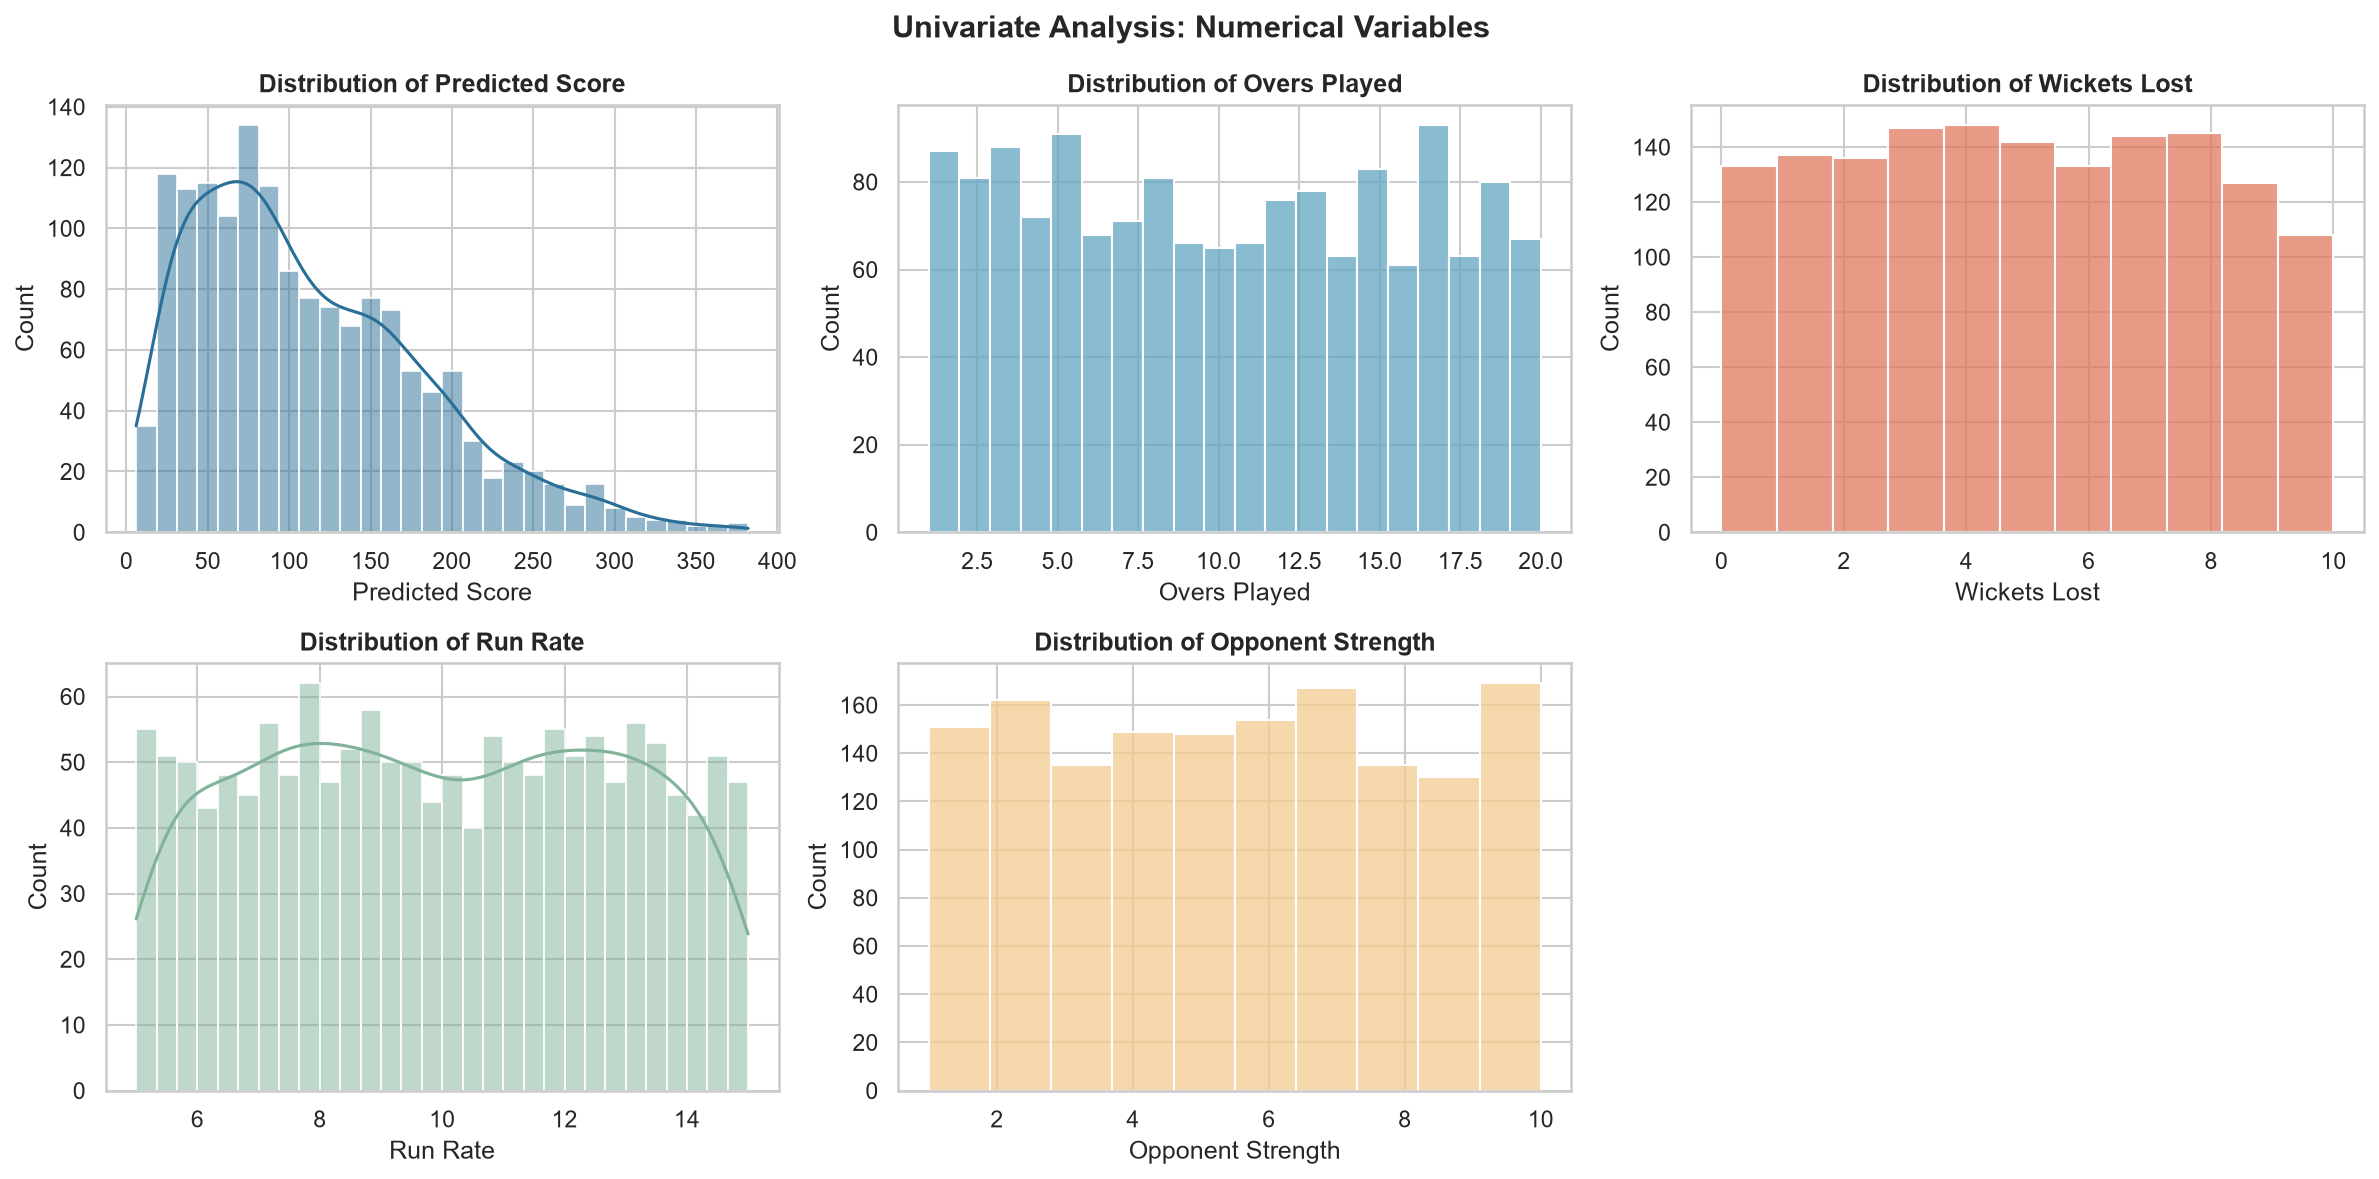 Univariate Analysis: Numerical Variables
Distribution of Predicted Score
140
120
100
80
60
40
20
0
Count
0 50 100 150 200 250 300 350 400
Predicted Score
Distribution of Overs Played
80
60
40
20
0
Count
2.5 5.0 7.5 10.0 12.5 15.0 17.5 20.0
Overs Played
Distribution of Wickets Lost
140
120
100
80
60
40
20
0
Count
0 2 4 6 8 10
Wickets Lost
Distribution of Run Rate
60
50
40
30
20
10
0
Count
6 8 10 12 14
Run Rate
Distribution of Opponent Strength
160
140
120
100
80
60
40
20
0
Count
2 4 6 8 10
Opponent Strength